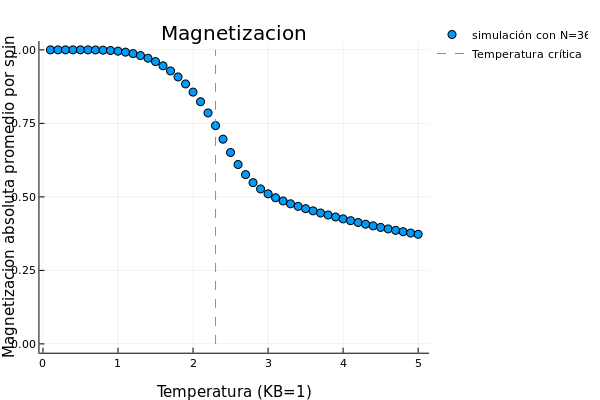 Magnetizacion
simulación con N=36
Temperatura crítica
Magnetizacion absoluta promedio por spin
1.00
0.75
0.50
0.25
0.00
0 1 2 3 4 5
Temperatura (KB=1)